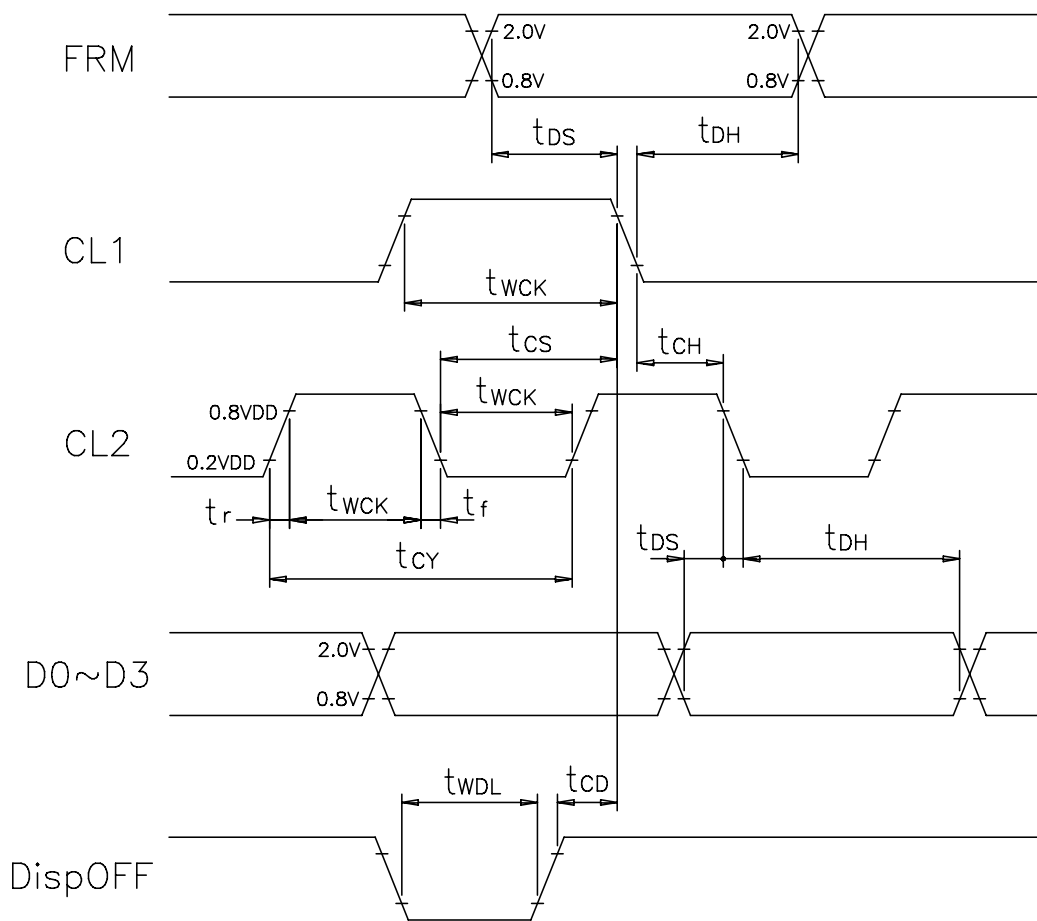 FRM
2.0V
2.0V
0.8V
0.8V
tDS
tDH
CL1
tWCK
tCS
tCH
tWCK
0.8VDD
CL2
0.2VDD
tr
tWCK
tf
tDS
tDH
tCY
2.0V
D0~D3
0.8V
tWDL
tCD
DispOFF